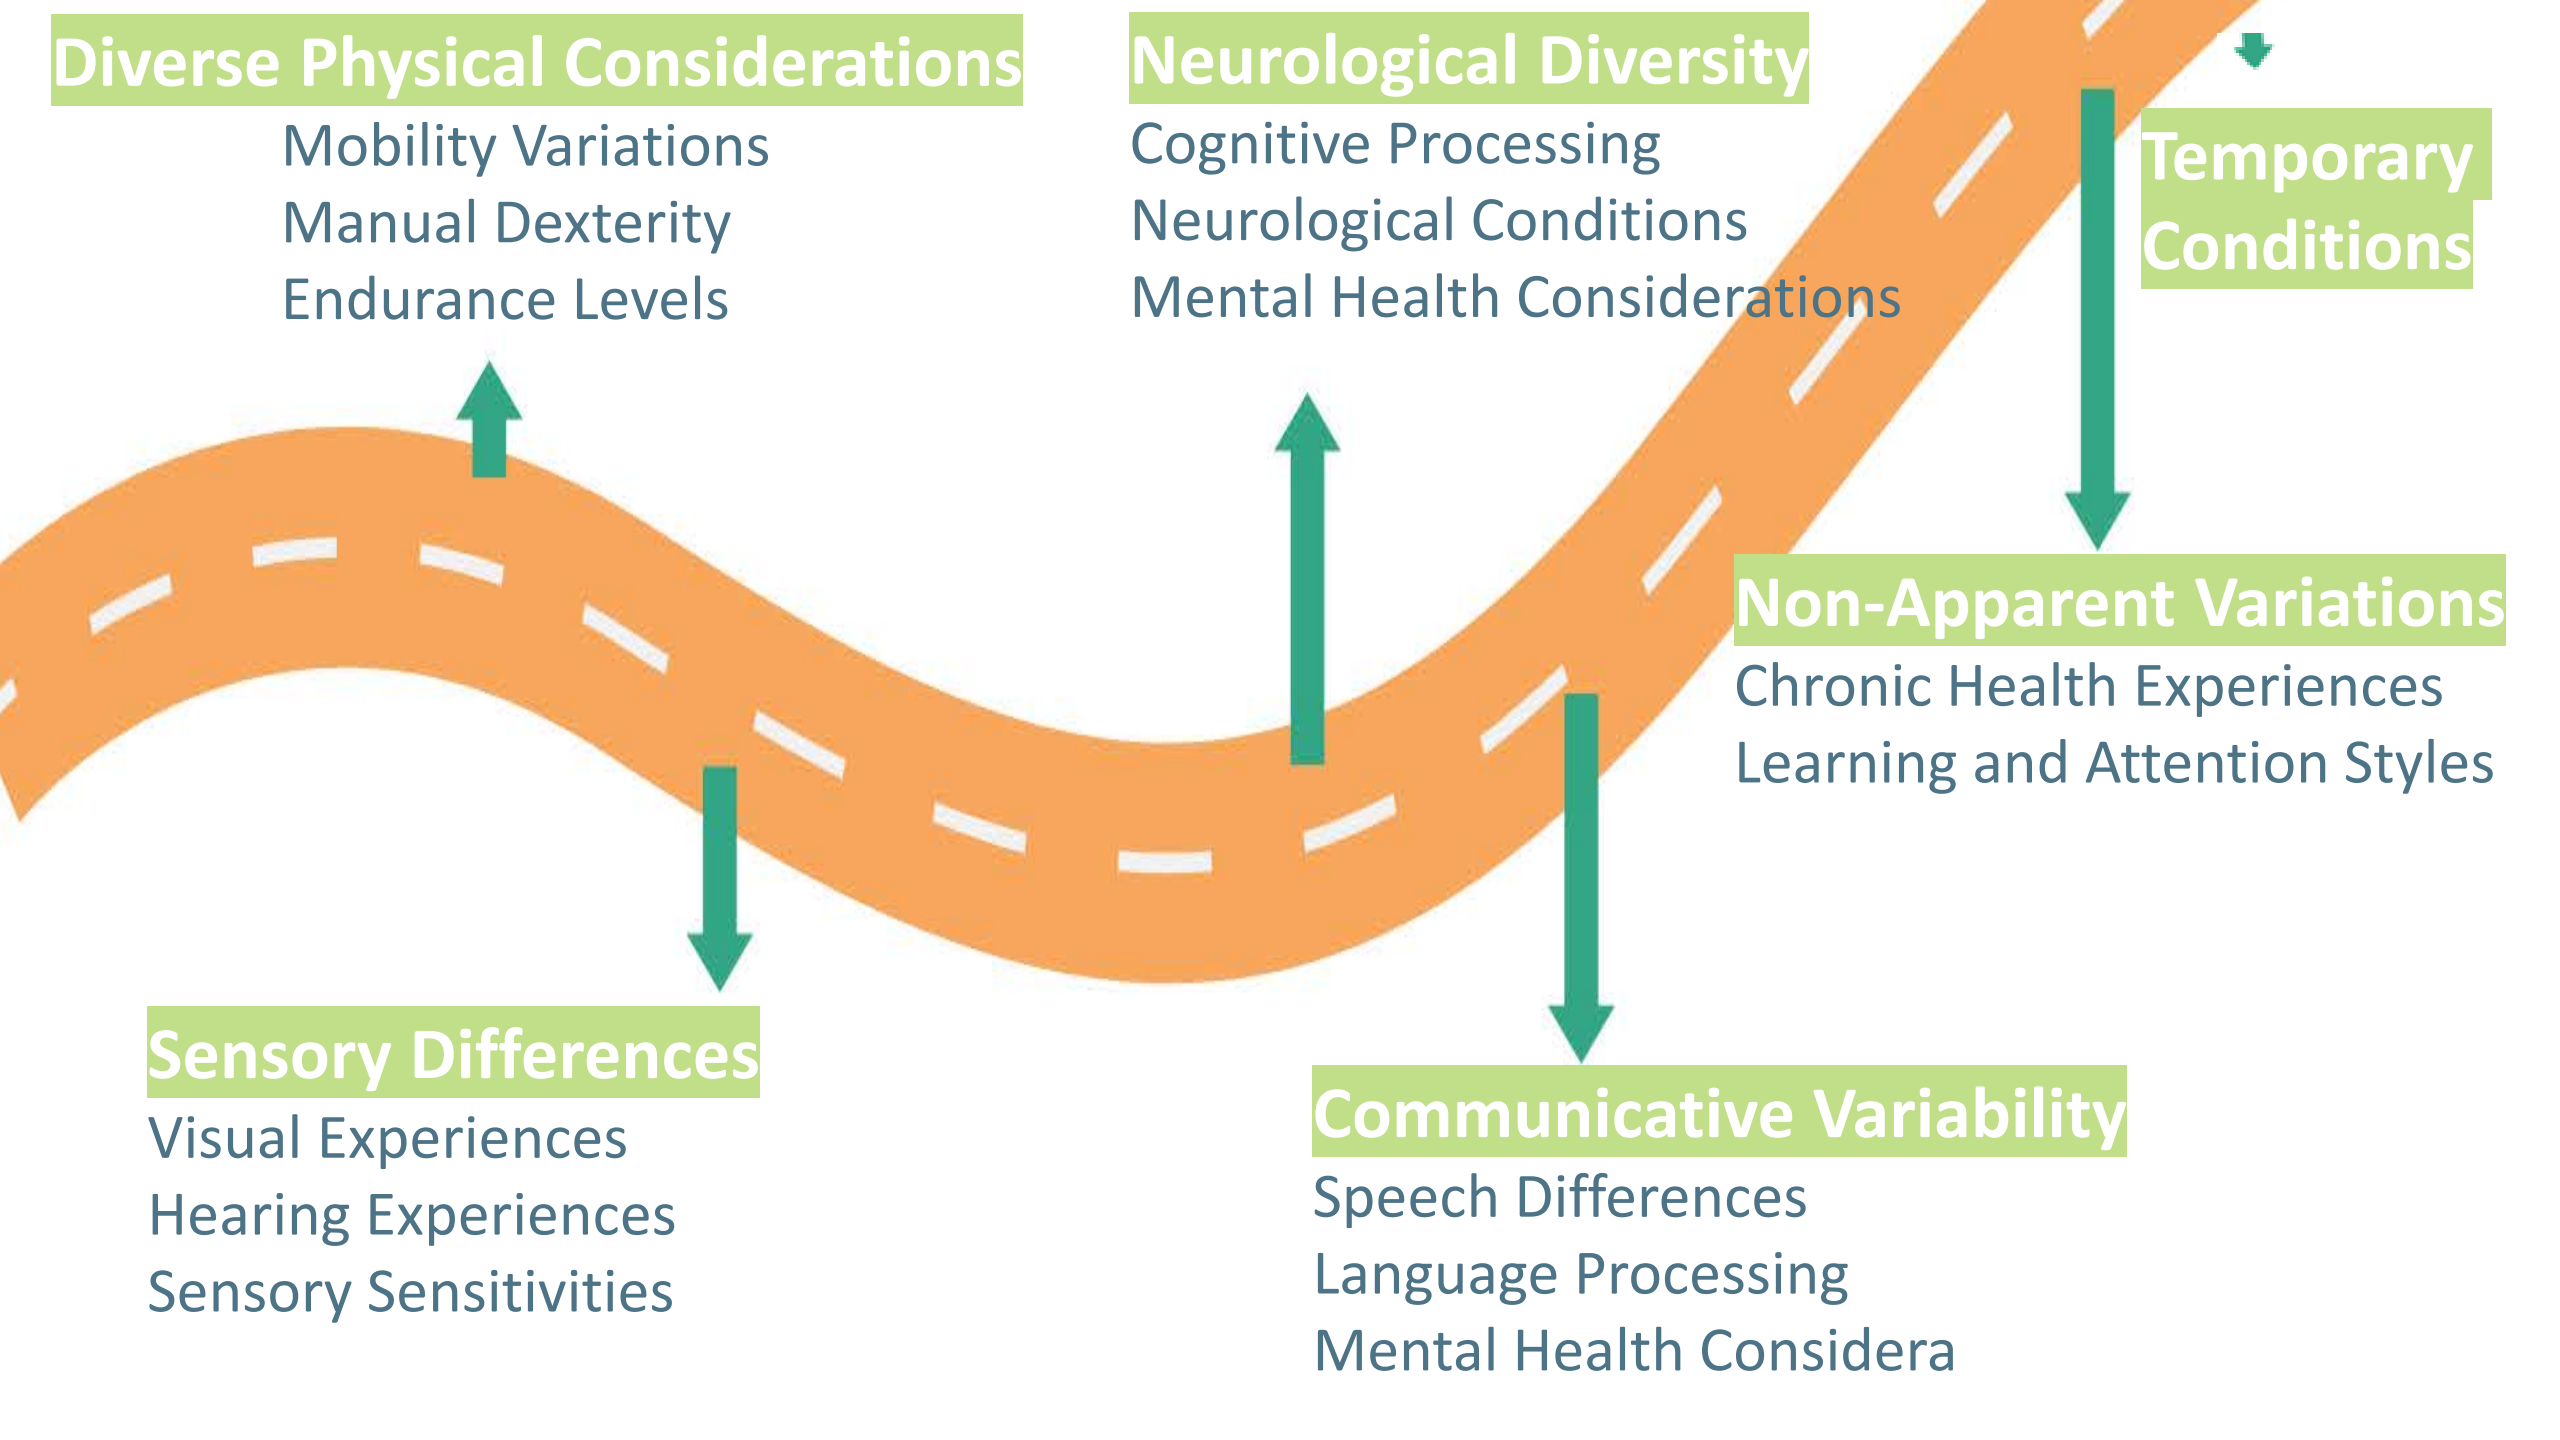 Diverse Physical Considerations
Mobility Variations
Manual Dexterity
Endurance Levels
Neurological Diversity
Cognitive Processing
Neurological Conditions
Mental Health Considerations
Temporary
Conditions
Non-Apparent Variations
Chronic Health Experiences
Learning and Attention Styles
Sensory Differences
Visual Experiences
Hearing Experiences
Sensory Sensitivities
Communicative Variability
Speech Differences
Language Processing
Mental Health Considera